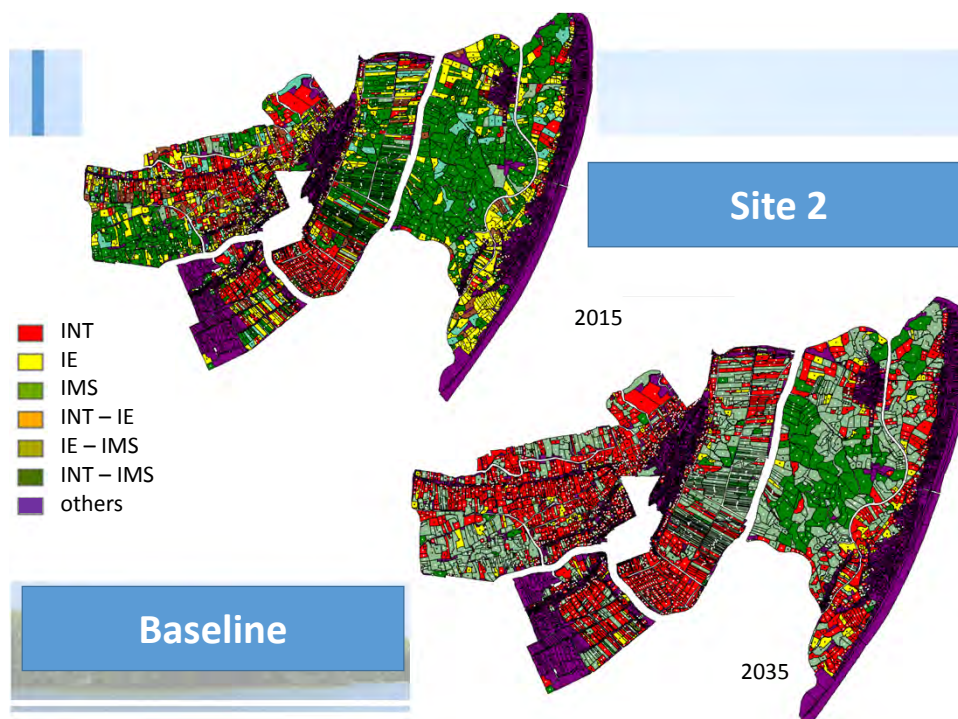 Site 2
2015
INT
IE
IMS
INT – IE
IE – IMS
INT – IMS
others
Baseline
2035